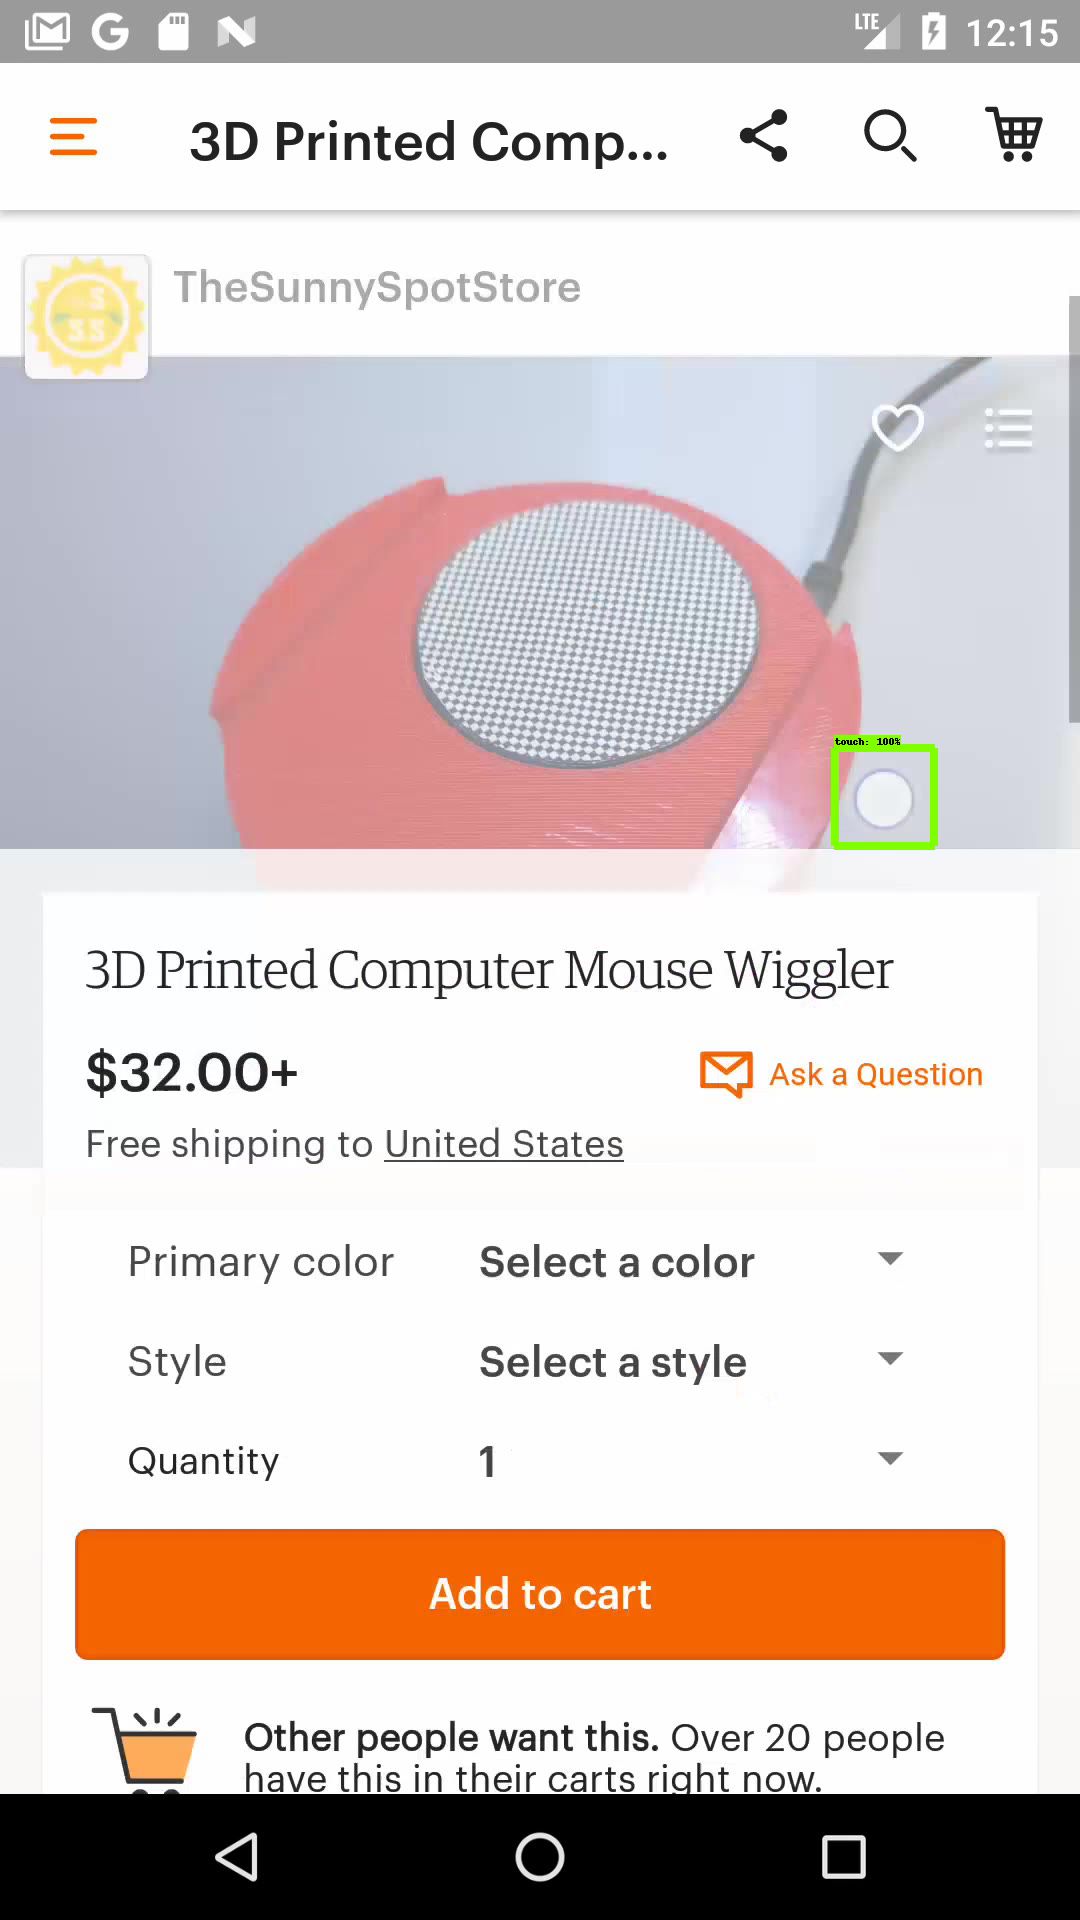 LTE 12:15
3D Printed Comp...
TheSunnySpotStore
touch: 100%
3D Printed Computer Mouse Wiggler
$32.00+
Ask a Question
Free shipping to United States
Primary color Select a color
Style Select a style
Quantity 1
Add to cart
Other people want this. Over 20 people
have this in their carts right now.